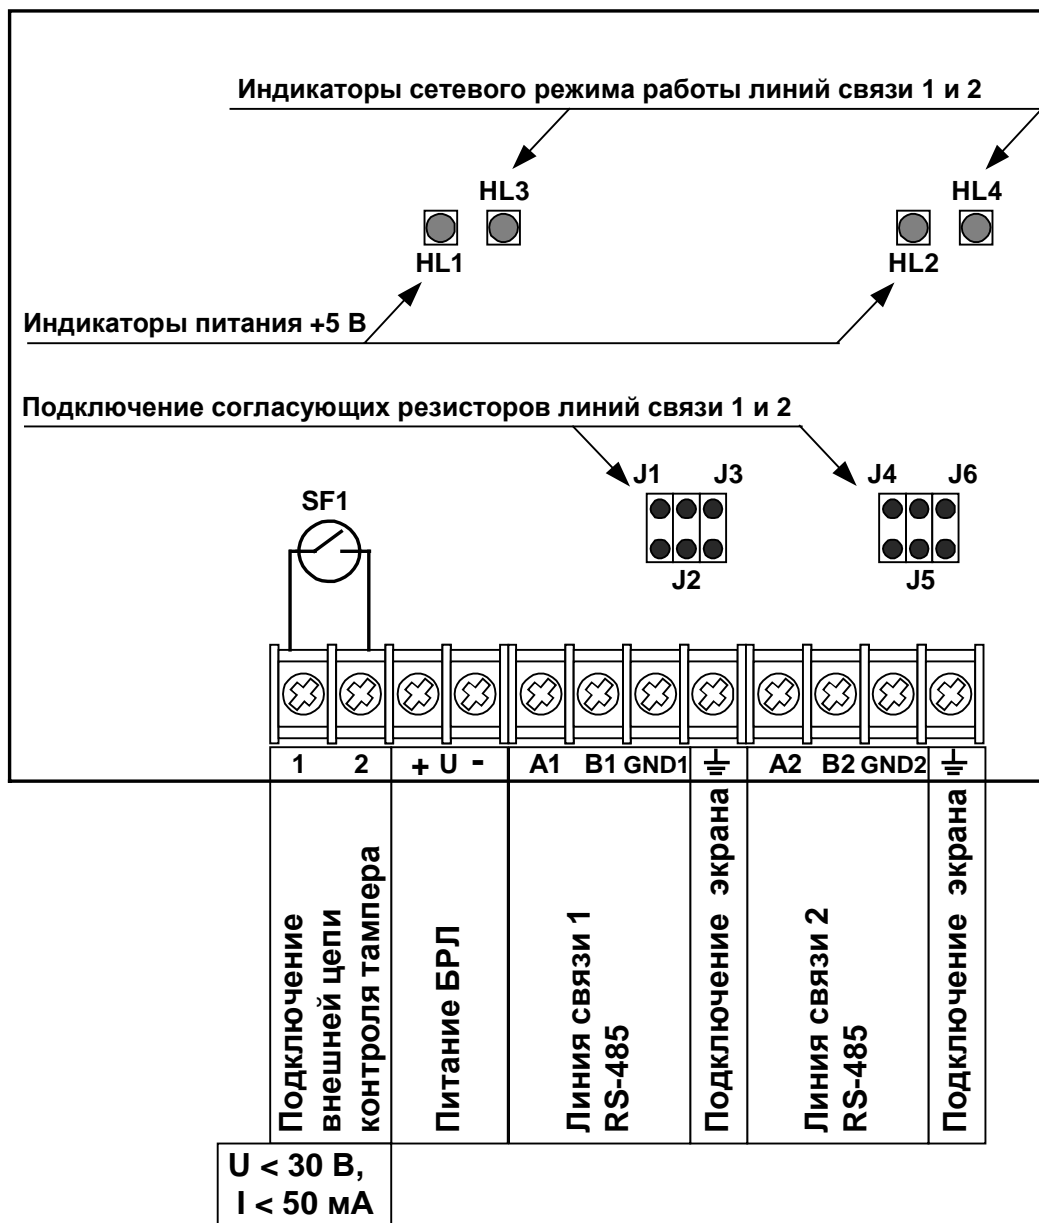 Индикаторы сетевого режима работы линий связи 1 и 2
HL3
HL4
HL1
HL2
Индикаторы питания +5 В
Подключение согласующих резисторов линий связи 1 и 2
J1
J3
J4
J6
SF1
J2
J5
1
2
+ U -
A1
B1
GND1
A2
B2
GND2
Подключение
внешней цепи
контроля тампера
Питание БРЛ
Линия связи 1
RS-485
Подключение экрана
Линия связи 2
RS-485
Подключение экрана
U < 30 В,
I < 50 мА